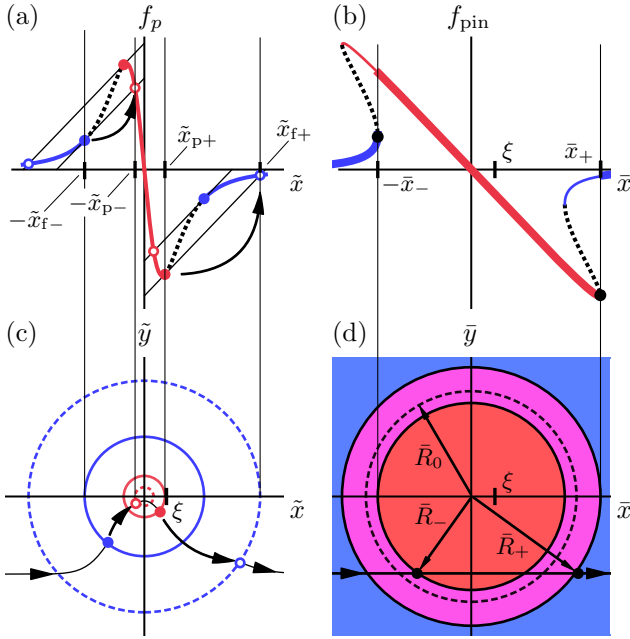 (a) f_p (b) f_pin
x̃_p+ x̃_f+ ξ x̄_+
x̃ x̄
−x̃_f− −x̃_p− −x̄_−
(c) ỹ (d) ȳ
R̄_0
ξ x̃ ξ x̄
R̄_− R̄_+